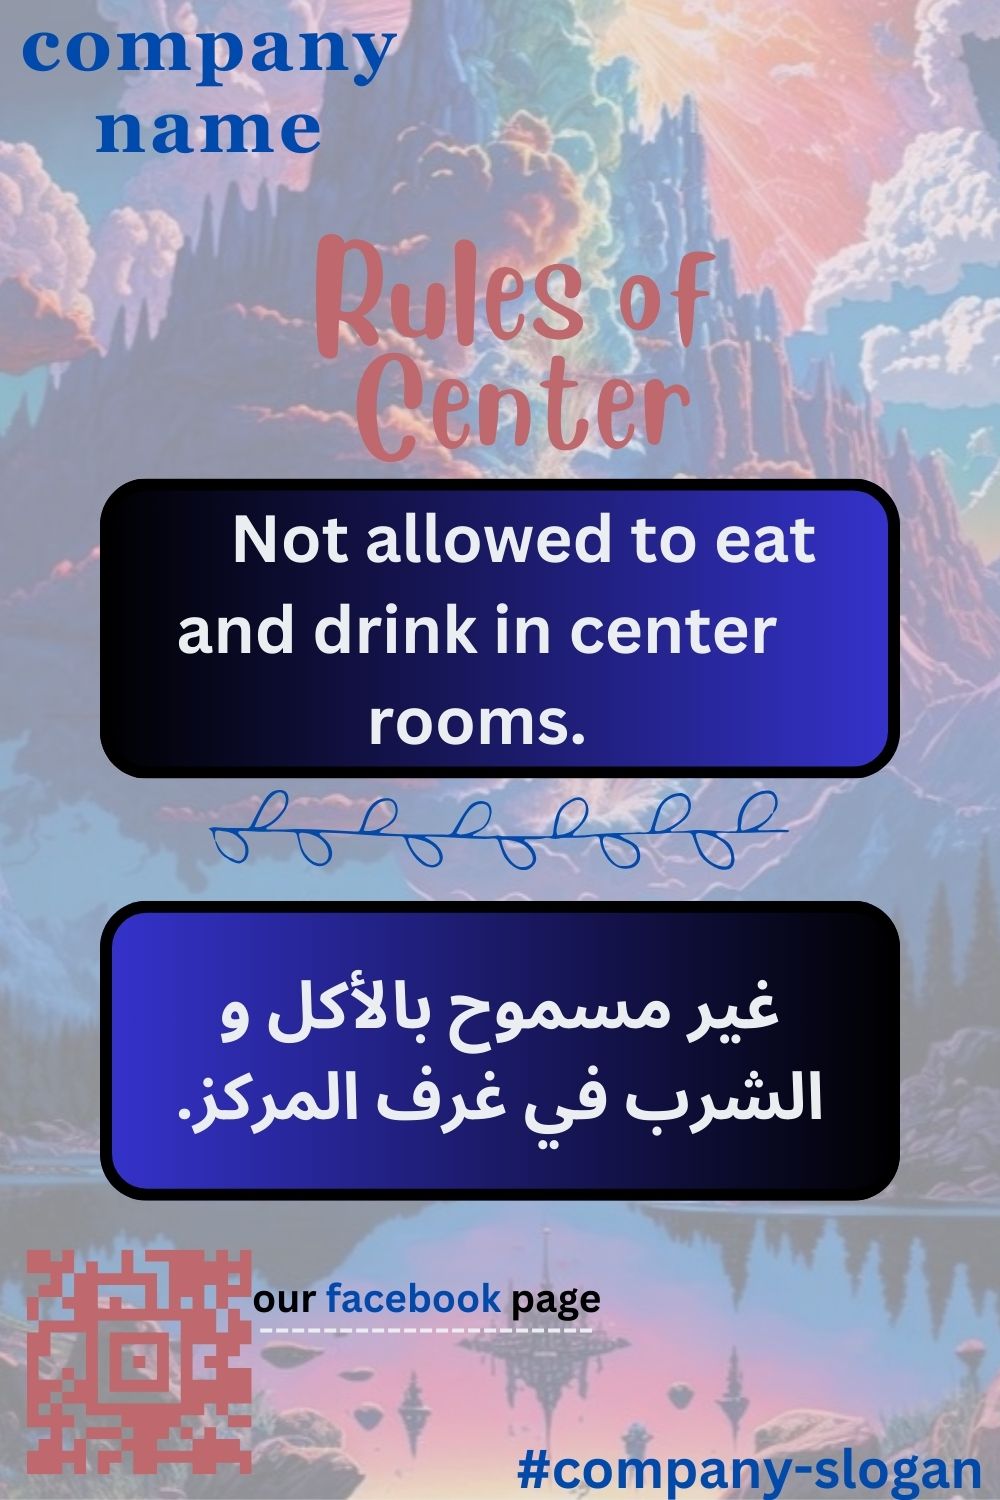 company
name
Rules of
Center
Not allowed to eat
and drink in center
rooms.
غير مسموح بالأكل و
الشرب في غرف المركز.
our facebook page
#company-slogan